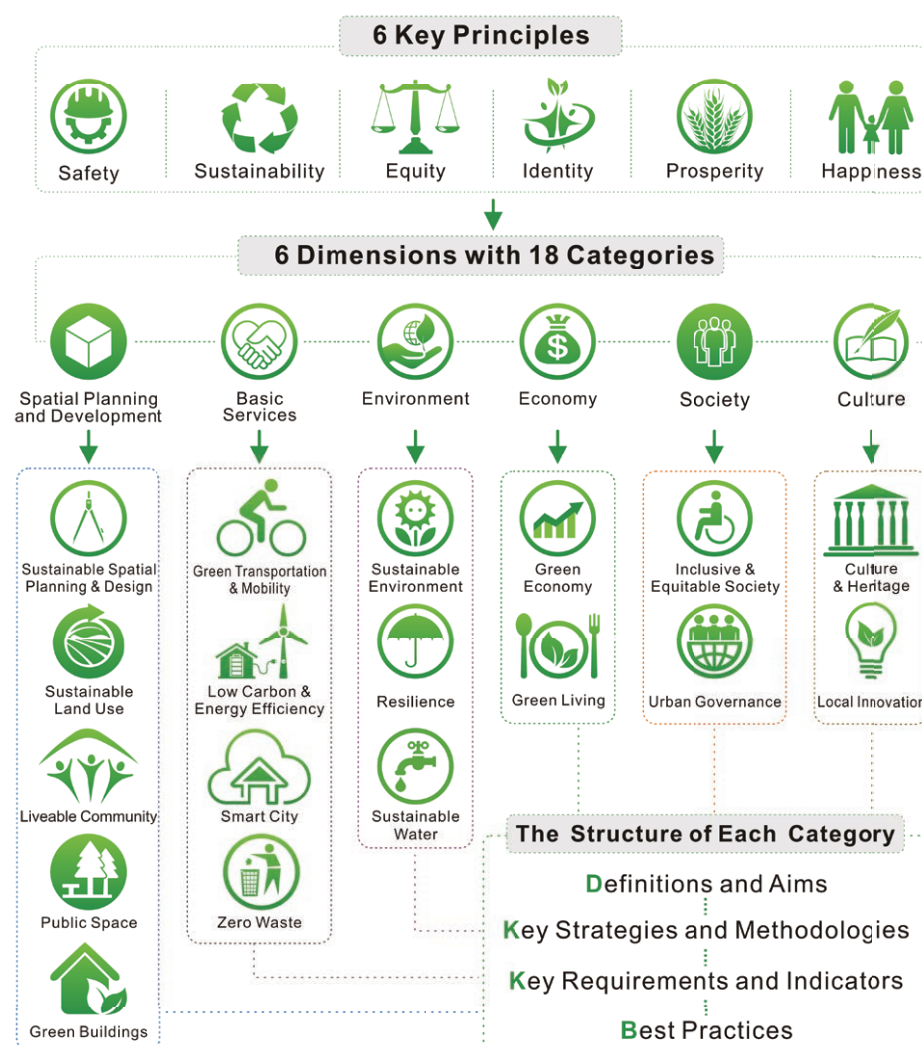 6 Key Principles
Safety
Sustainability
Equity
Identity
Prosperity
Happiness
6 Dimensions with 18 Categories
Spatial Planning
and Development
Basic
Services
Environment
Economy
Society
Culture
Sustainable Spatial
Planning & Design
Sustainable
Land Use
Liveable Community
Public Space
Green Buildings
Green Transportation
& Mobility
Low Carbon &
Energy Efficiency
Smart City
Zero Waste
Sustainable
Environment
Resilience
Sustainable
Water
Green
Economy
$
Green Living
Inclusive &
Equitable Society
Urban Governance
Culture
& Heritage
Local Innovation
The Structure of Each Category
Definitions and Aims
Key Strategies and Methodologies
Key Requirements and Indicators
Best Practices